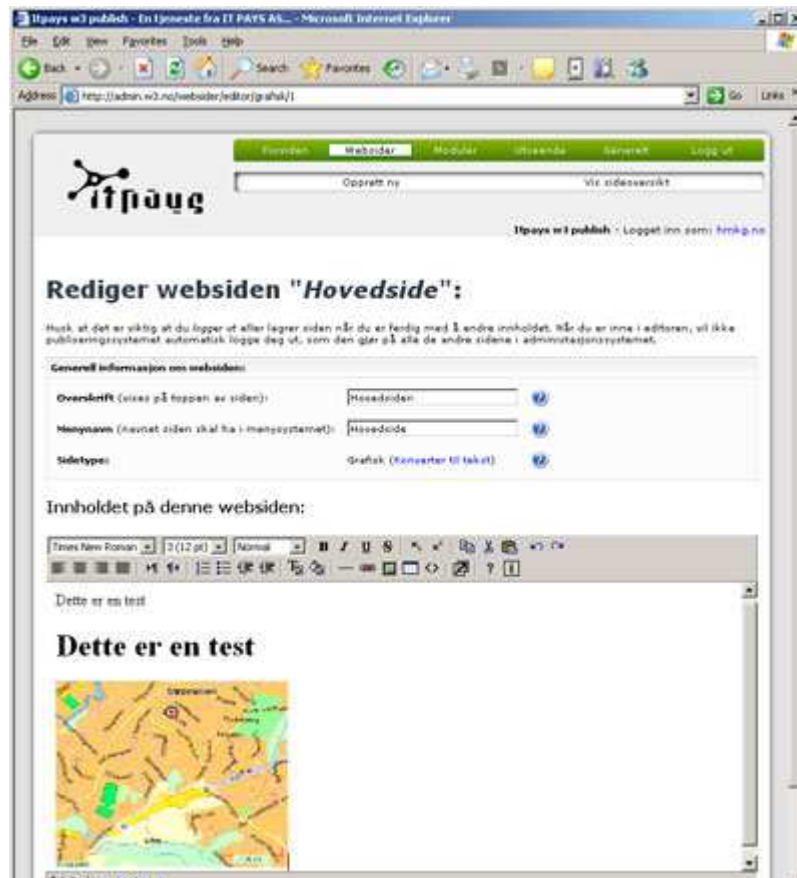 Itpays w3 publish - En tjeneste fra IT PAYS AS... - Microsoft Internet Explorer
File Edit View Favorites Tools Help
Back Search Favorites
Address http://admin.w3.no/websider/editor/grafisk/1 Go Links
Forsiden Websider Moduler Utseende Generelt Logg ut
Opprett ny Vis sideoversikt
itpays
Itpays w3 publish - Logget inn som: hmkg.no
Rediger websiden "Hovedside":
Husk at det er viktig at du logger ut eller lagrer siden når du er ferdig med å endre innholdet. Når du er inne i editoren, vil ikke
publiseringssystemet automatisk logge deg ut, som den gjør på alle de andre sidene i administasjonssystemet.
Generell informasjon om websiden:
Overskrift (vises på toppen av siden): Hovedsiden
Menynavn (navnet siden skal ha i menysystemet): Hovedside
Sidetype: Grafisk (Konverter til tekst)
Innholdet på denne websiden:
Times New Roman 3 (12 pt) Normal B I U S
Dette er en test
Dette er en test